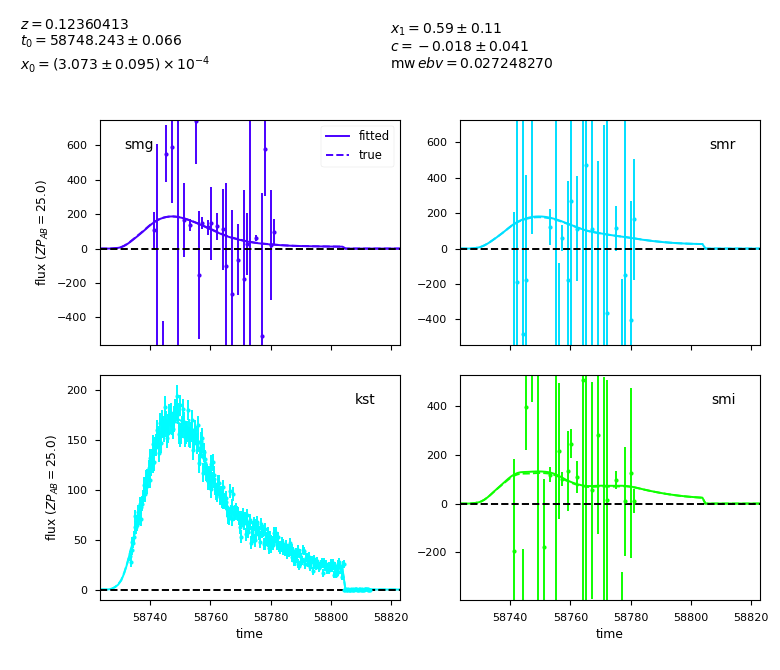 z = 0.12360413
t₀ = 58748.243 ± 0.066
x₀ = (3.073 ± 0.095) × 10⁻⁴
x₁ = 0.59 ± 0.11
c = −0.018 ± 0.041
mw ebv = 0.027248270
smg
fitted
true
600
400
200
0
−200
−400
flux (ZP_AB = 25.0)
smr
600
400
200
0
−200
−400
kst
200
150
100
50
0
flux (ZP_AB = 25.0)
58740 58760 58780 58800 58820
time
smi
400
200
0
−200
58740 58760 58780 58800 58820
time